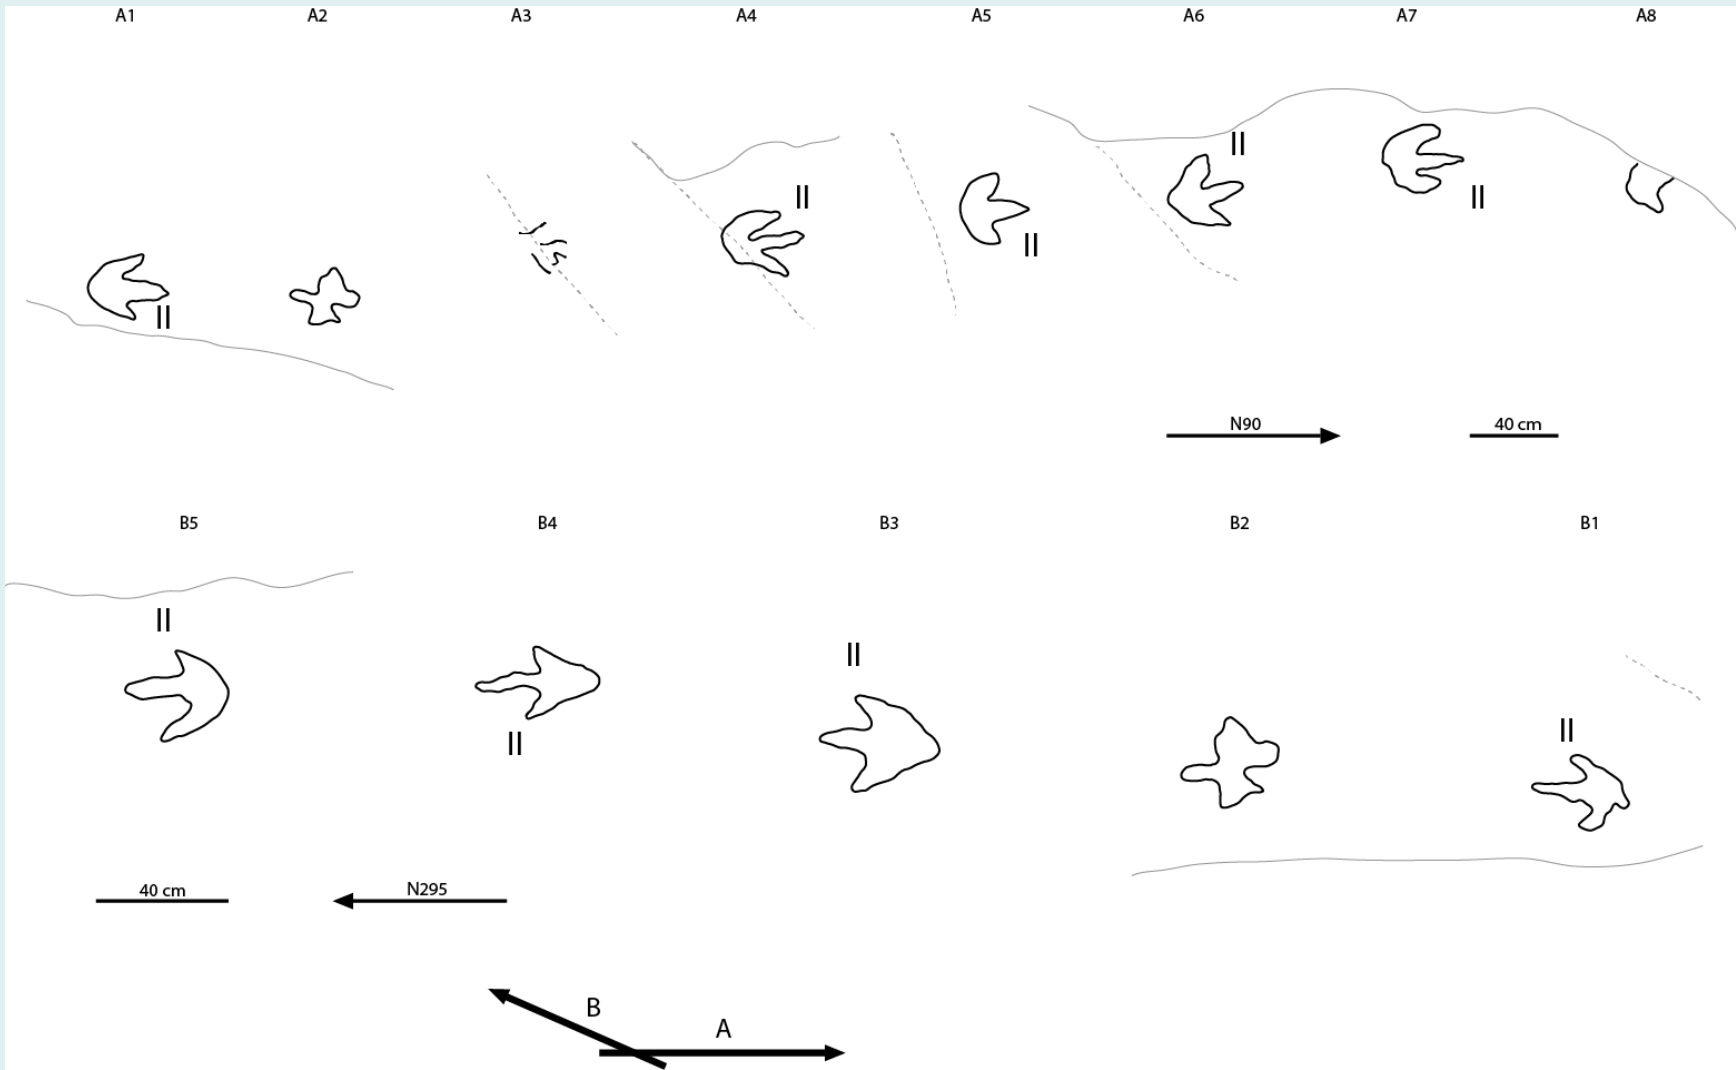 A1 A2 A3 A4 A5 A6 A7 A8
II II II II II II
N90 40 cm
B5 B4 B3 B2 B1
II II II II
40 cm N295
B A